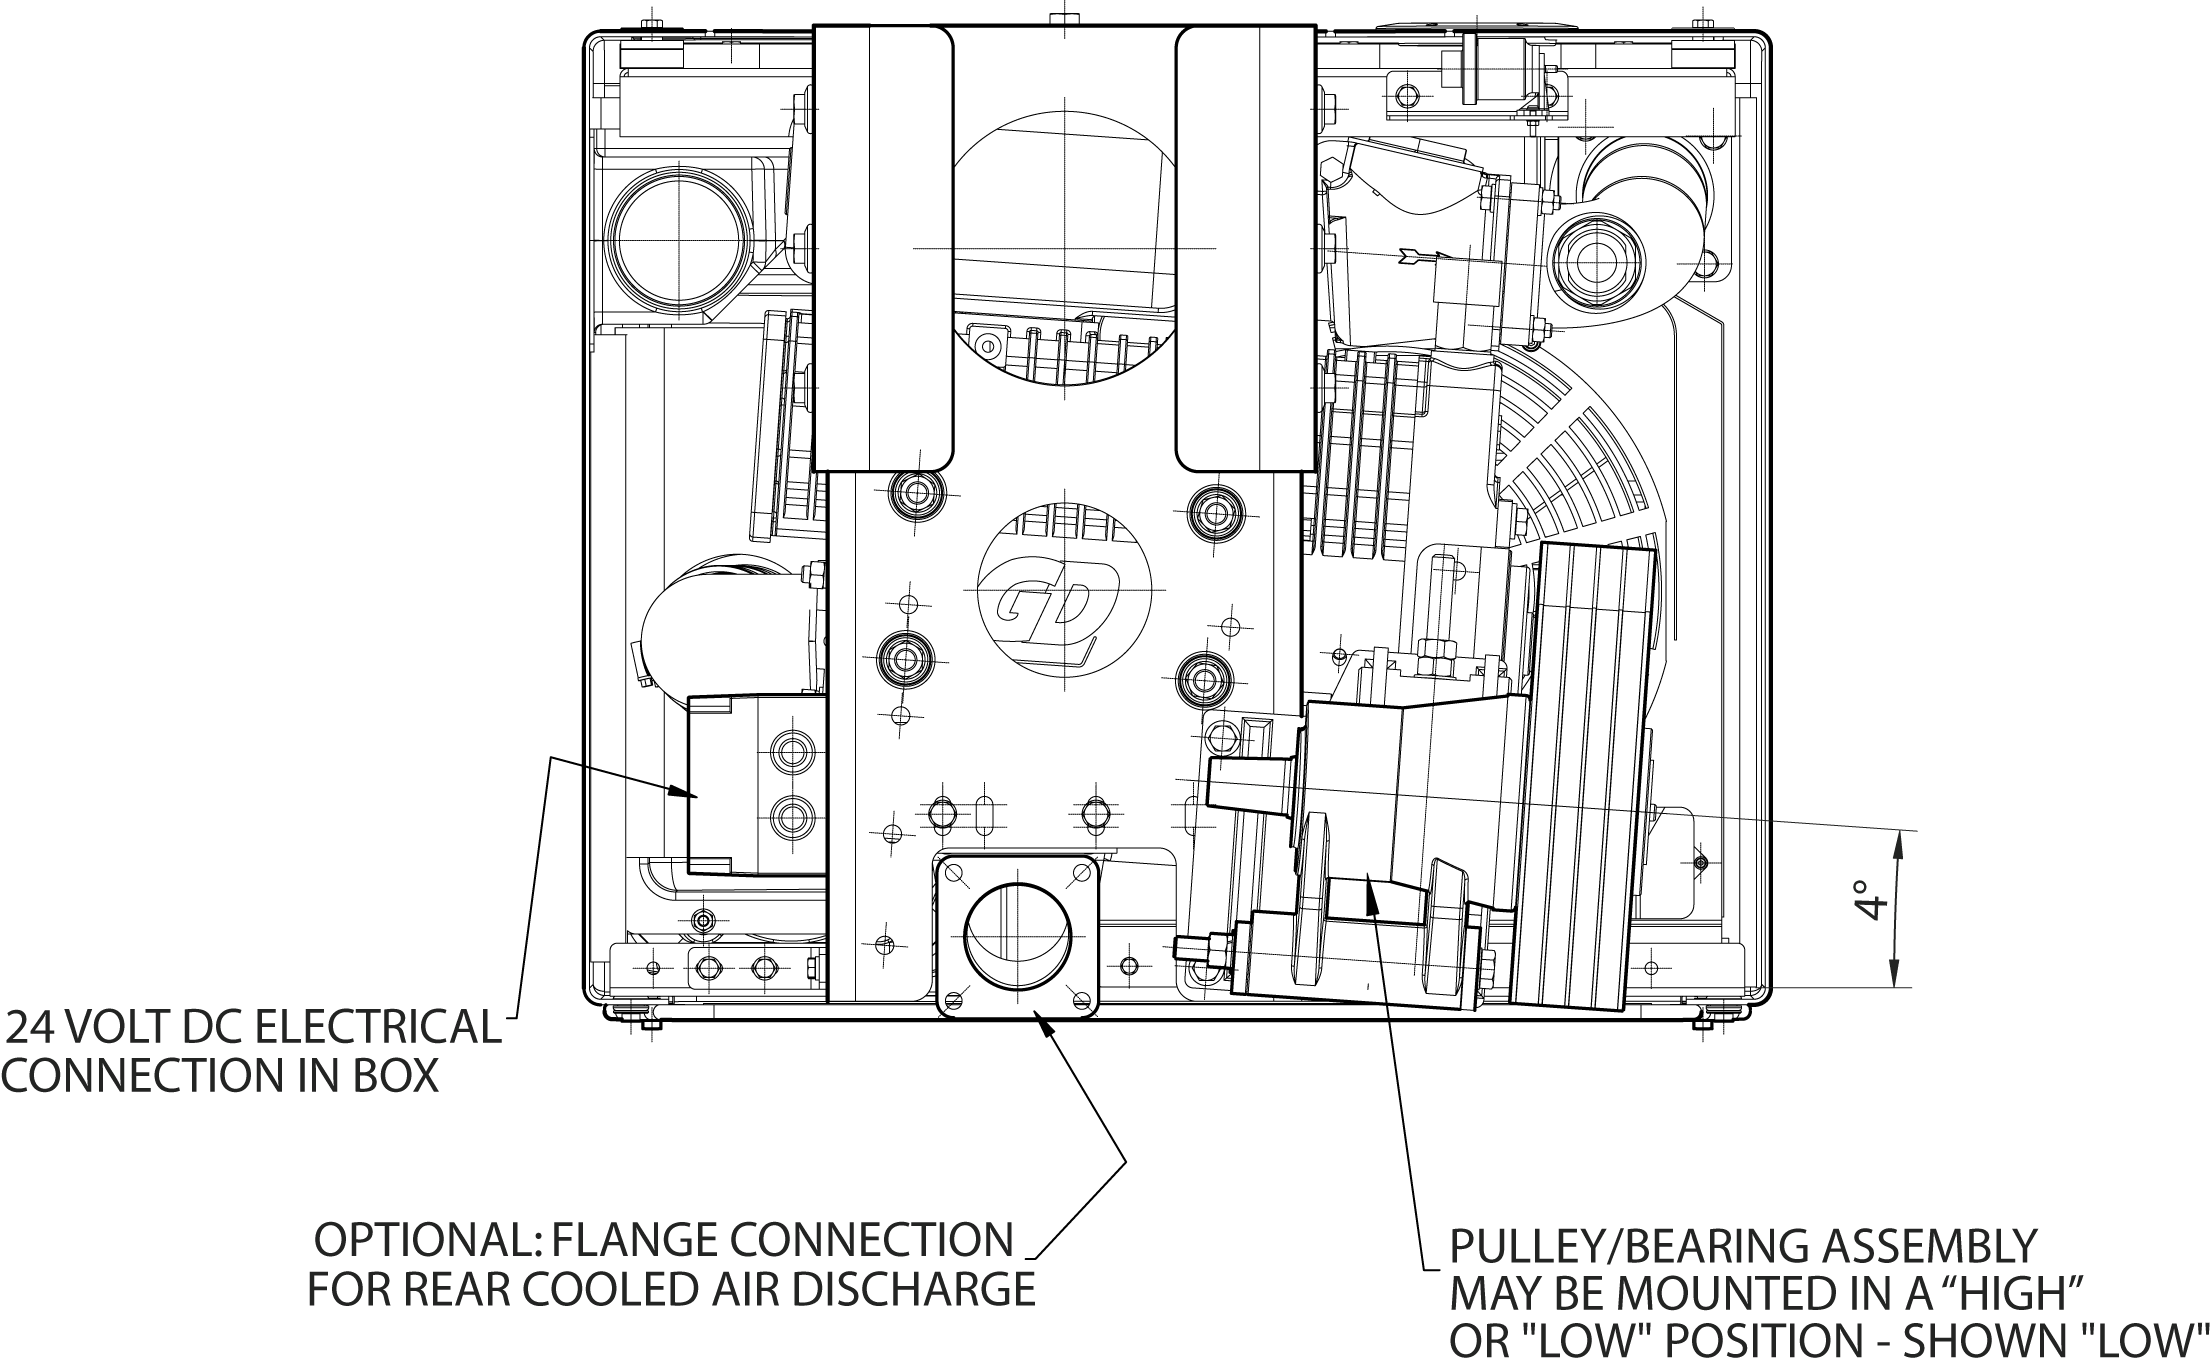 GD
4°
24 VOLT DC ELECTRICAL
CONNECTION IN BOX
OPTIONAL: FLANGE CONNECTION
FOR REAR COOLED AIR DISCHARGE
PULLEY/BEARING ASSEMBLY
MAY BE MOUNTED IN A “HIGH”
OR "LOW" POSITION - SHOWN "LOW"